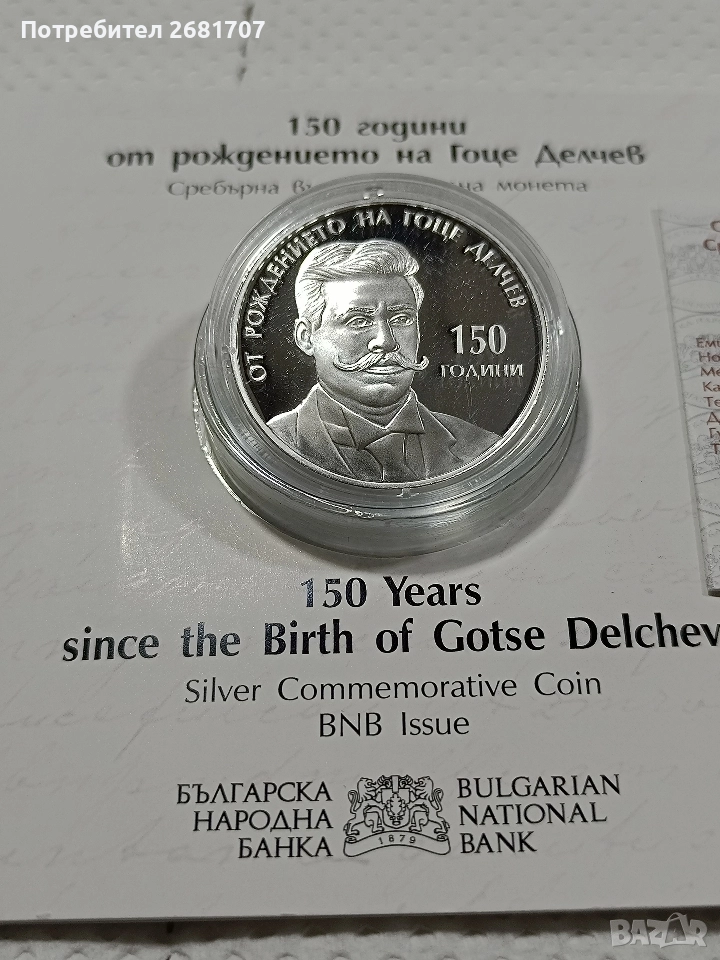 Потребител 2681707
150 години
от рождението на Гоце Делчев
Сребърна монета
ОТ РОЖДЕНИЕТО НА ГОЦЕ ДЕЛЧЕВ
150
ГОДИНИ
150 Years
since the Birth of Gotse Delchev
Silver Commemorative Coin
BNB Issue
БЪЛГАРСКА
НАРОДНА
БАНКА
1879
BULGARIAN
NATIONAL
BANK
BAZAR